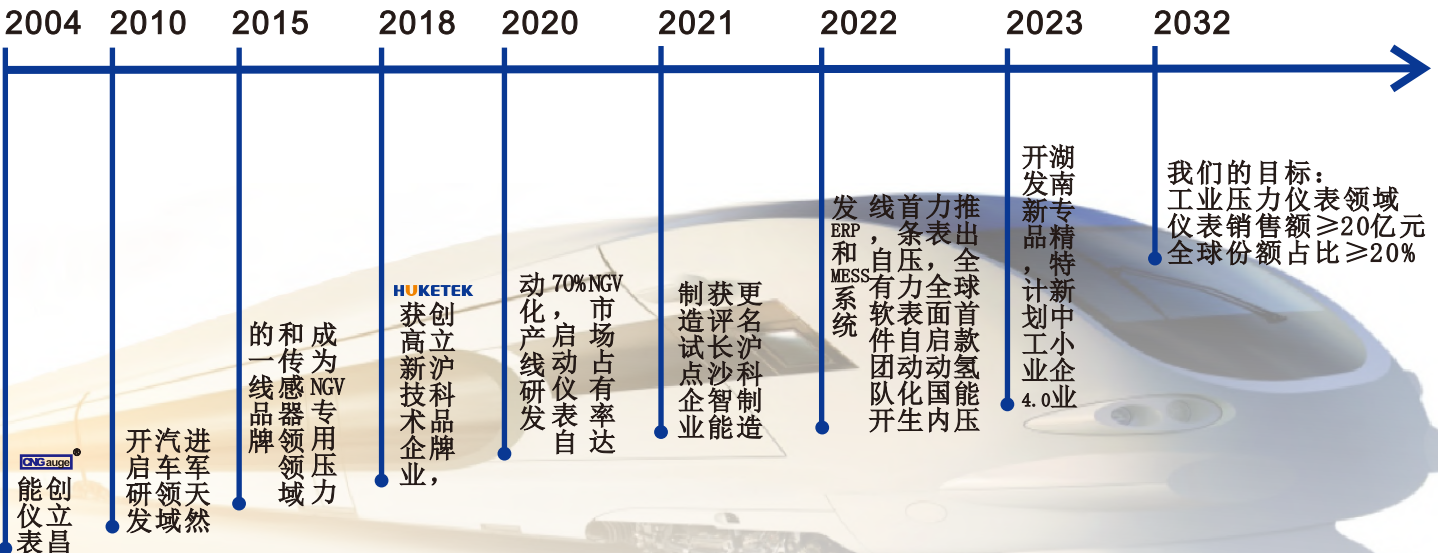 2004
2010
2015
2018
2020
2021
2022
2023
2032
CNGauge®
创立昌
能仪表
进军天然
汽车领域
开启研发
成为NGV专用压力
和传感器领领域
的一线品牌
HUKETEK
创立沪科品牌，
获高新技术企业
NGV市场占有率达
70%，启动仪表自
动化产线研发
更名沪科制造
获评长沙智能
制造试点企业
推出全球首款氢能压
力表，全面启动国内
首条压力表自动化生
线，自有软件团队开
发ERP和MESS系统
湖南专精特新中小企业
开发新品，计划工业4.0
我们的目标：
工业压力仪表领域
仪表销售额≥20亿元
全球份额占比≥20%